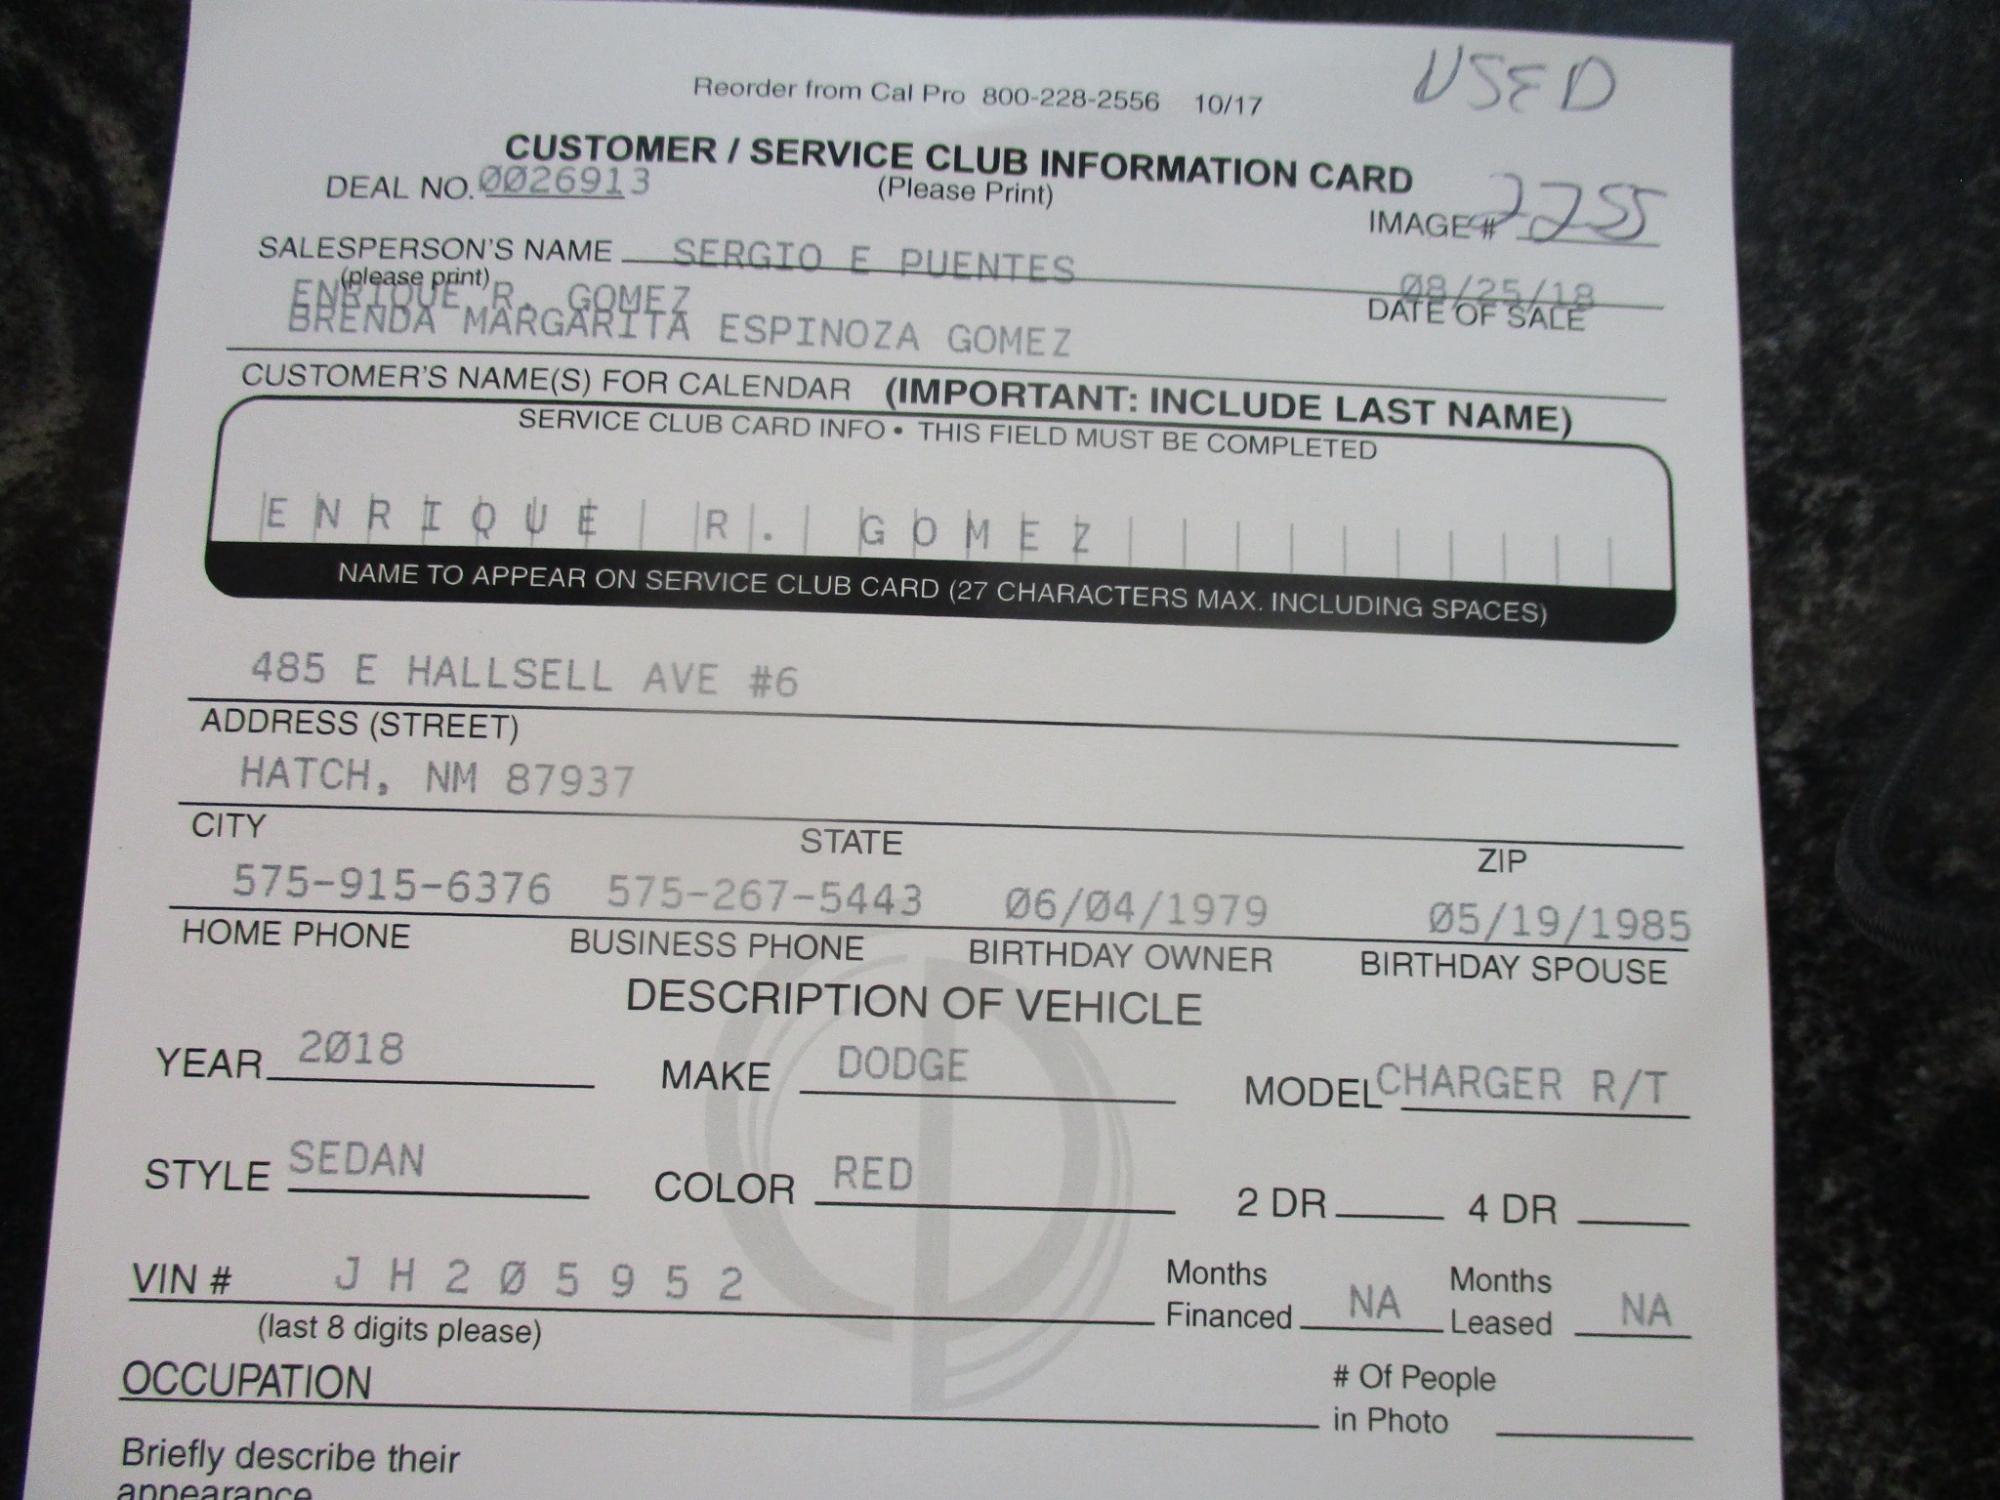 USED
Reorder from Cal Pro 800-228-2556 10/17
CUSTOMER / SERVICE CLUB INFORMATION CARD
DEAL NO. 0026913 (Please Print)
IMAGE# 2255
SALESPERSON'S NAME SERGIO E PUENTES
(please print)
08/25/18
DATE OF SALE
ENRIQUE R. GOMEZ
BRENDA MARGARITA ESPINOZA GOMEZ
CUSTOMER'S NAME(S) FOR CALENDAR (IMPORTANT: INCLUDE LAST NAME)
SERVICE CLUB CARD INFO • THIS FIELD MUST BE COMPLETED
ENRIQUE R. GOMEZ
NAME TO APPEAR ON SERVICE CLUB CARD (27 CHARACTERS MAX. INCLUDING SPACES)
485 E HALLSELL AVE #6
ADDRESS (STREET)
HATCH, NM 87937
CITY STATE ZIP
575-915-6376 575-267-5443 06/04/1979 05/19/1985
HOME PHONE BUSINESS PHONE BIRTHDAY OWNER BIRTHDAY SPOUSE
DESCRIPTION OF VEHICLE
YEAR 2018 MAKE DODGE MODEL CHARGER R/T
STYLE SEDAN COLOR RED 2 DR 4 DR
VIN # JH205952 Months Financed NA Months Leased NA
(last 8 digits please)
OCCUPATION # Of People in Photo
Briefly describe their
appearance